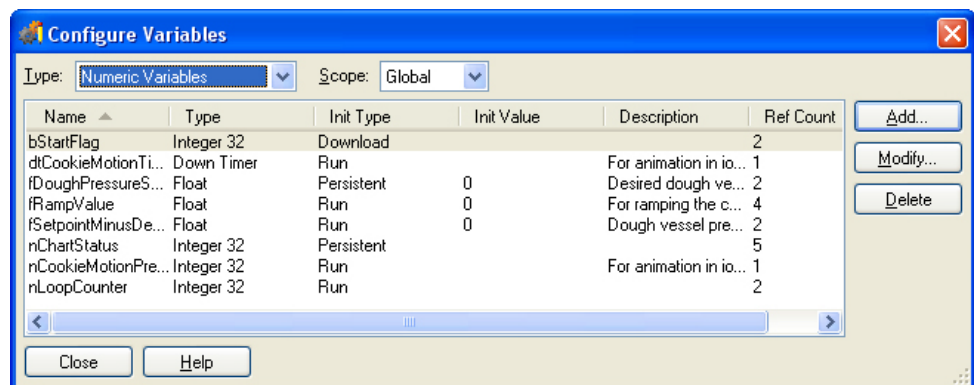 Configure Variables
Type: Numeric Variables Scope: Global
Name Type Init Type Init Value Description Ref Count Add...
bStartFlag Integer 32 Download 2
dtCookieMotionTi... Down Timer Run For animation in io... 1 Modify...
fDoughPressureS... Float Persistent 0 Desired dough ve... 2
fRampValue Float Run 0 For ramping the c... 4 Delete
fSetpointMinusDe... Float Run 0 Dough vessel pre... 2
nChartStatus Integer 32 Persistent 5
nCookieMotionPre... Integer 32 Run For animation in io... 1
nLoopCounter Integer 32 Run 2
Close Help